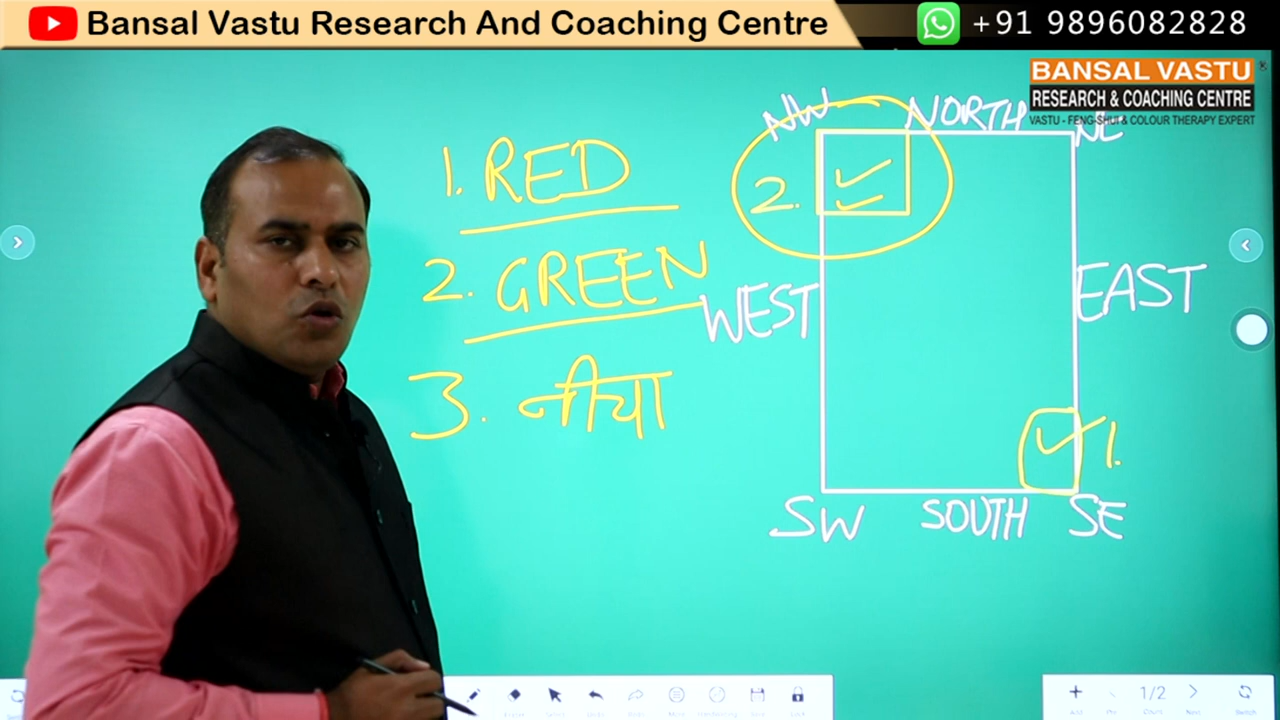 Bansal Vastu Research And Coaching Centre
+91 9896082828
BANSAL VASTU
RESEARCH & COACHING CENTRE
VASTU - FENG-SHUI & COLOUR THERAPY EXPERT
NW NORTH NE
1. RED
2.
2. GREEN
WEST EAST
3. नीचा
1.
SW SOUTH SE
1/2